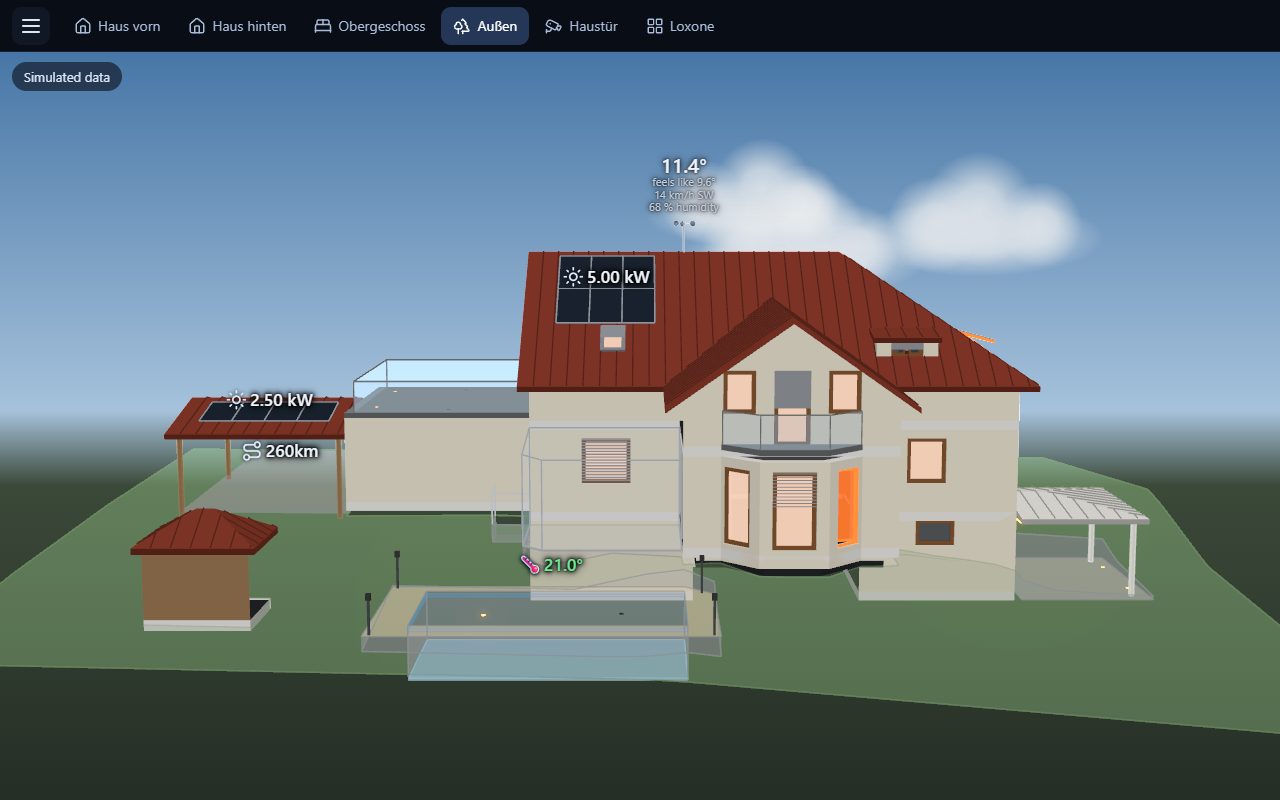 Haus vorn
Haus hinten
Obergeschoss
Außen
Haustür
Loxone
Simulated data
11.4°
feels like 9.6°
14 km/h SW
68 % humidity
5.00 kW
2.50 kW
260km
21.0°